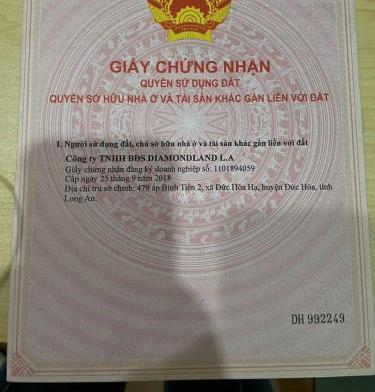 GIẤY CHỨNG NHẬN
QUYỀN SỬ DỤNG ĐẤT
QUYỀN SỞ HỮU NHÀ Ở VÀ TÀI SẢN KHÁC GẮN LIỀN VỚI ĐẤT
I. Người sử dụng đất, chủ sở hữu nhà ở và tài sản khác gắn liền với đất
Công ty TNHH BĐS DIAMONDLAND L.A
Giấy chứng nhận đăng ký doanh nghiệp số: 1101894059
Cấp ngày 25 tháng 9 năm 2018
Địa chỉ trụ sở chính: 479 ấp Bình Tiền 2, xã Đức Hòa Hạ, huyện Đức Hòa, tỉnh
Long An.
DH 992249